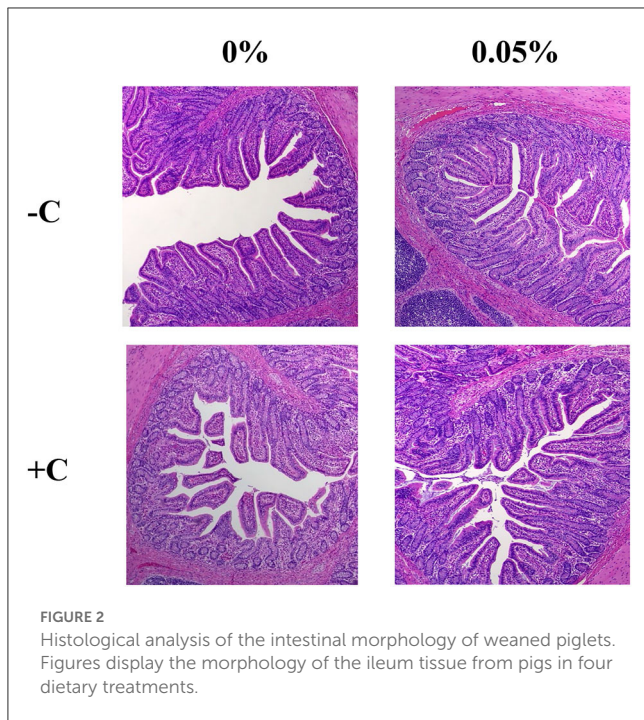 0% 0.05%
-C
+C
FIGURE 2
Histological analysis of the intestinal morphology of weaned piglets.
Figures display the morphology of the ileum tissue from pigs in four
dietary treatments.